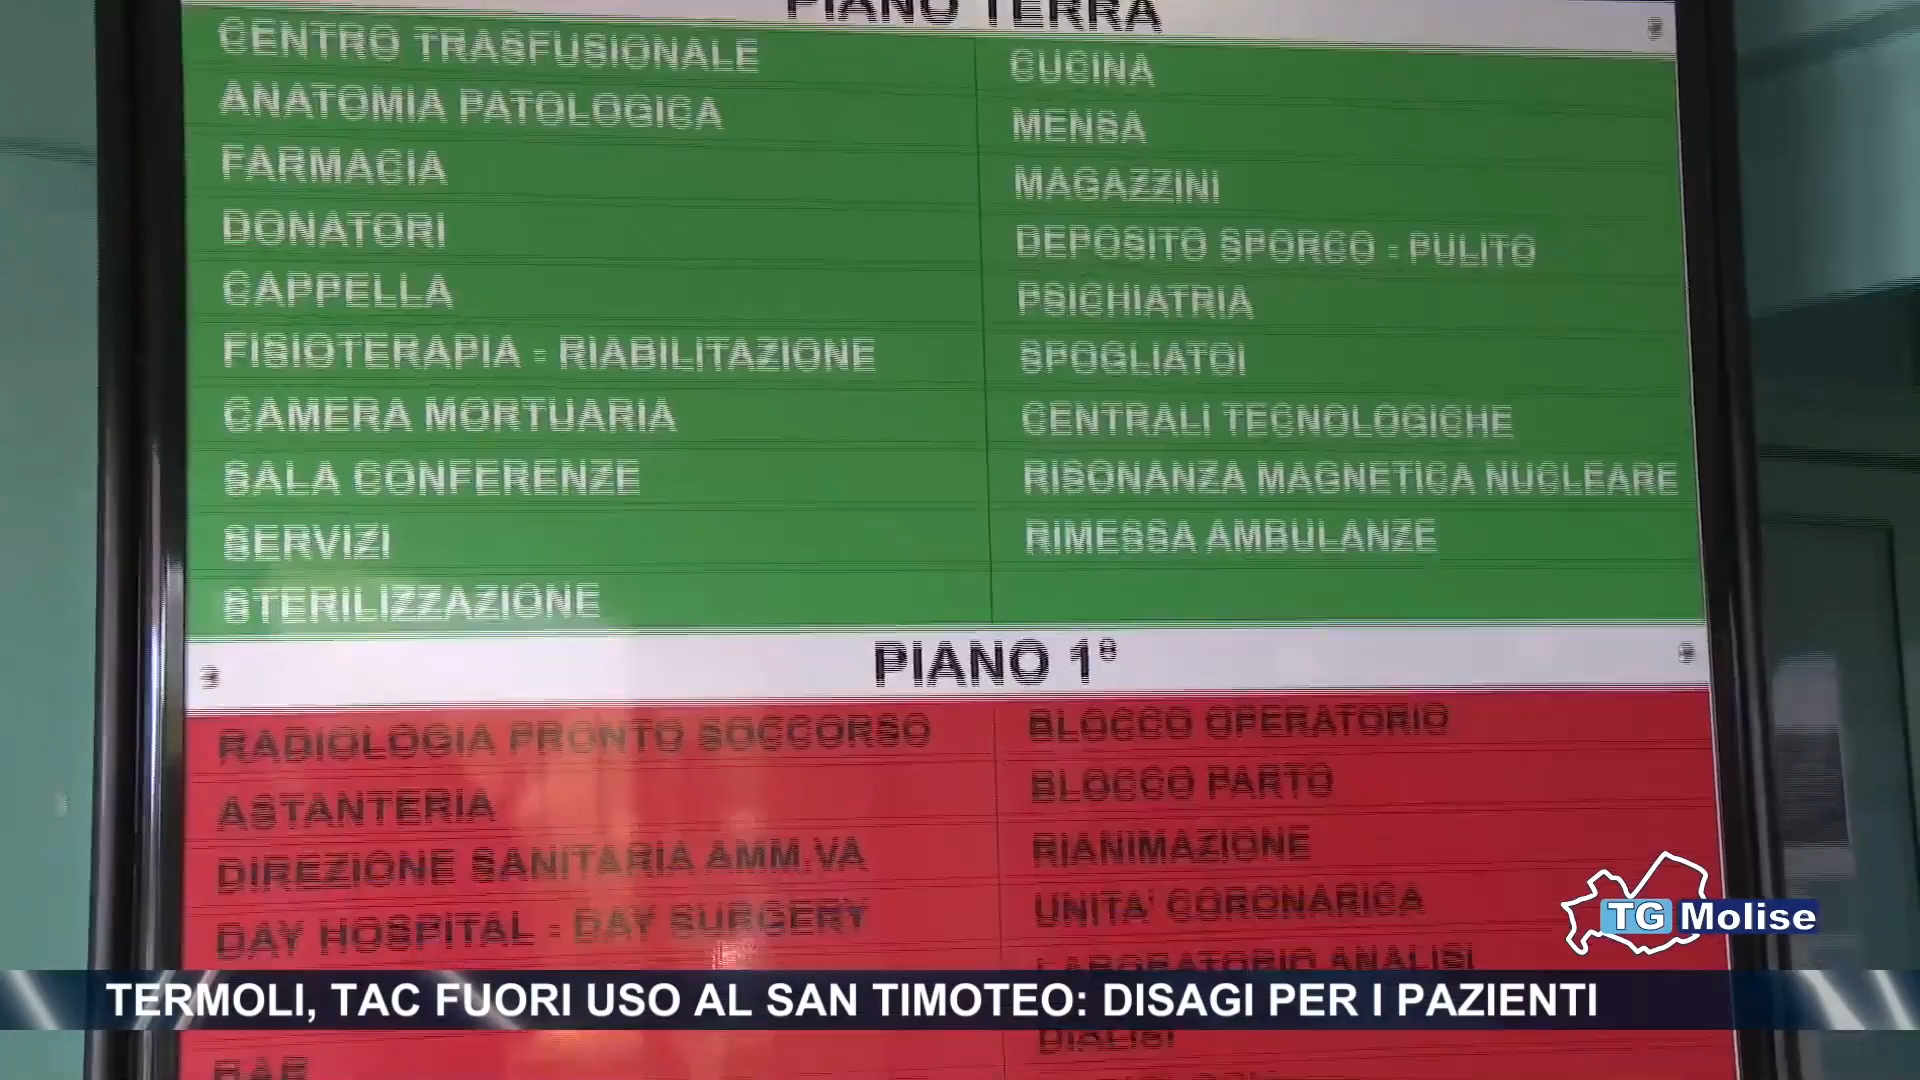 PIANO TERRA
CENTRO TRASFUSIONALE
ANATOMIA PATOLOGICA
FARMACIA
DONATORI
CAPPELLA
FISIOTERAPIA - RIABILITAZIONE
CAMERA MORTUARIA
SALA CONFERENZE
SERVIZI
STERILIZZAZIONE
CUCINA
MENSA
MAGAZZINI
DEPOSITO SPORCO - PULITO
PSICHIATRIA
SPOGLIATOI
CENTRALI TECNOLOGICHE
RISONANZA MAGNETICA NUCLEARE
RIMESSA AMBULANZE
PIANO 1°
RADIOLOGIA PRONTO SOCCORSO
ASTANTERIA
DIREZIONE SANITARIA AMM.VA
DAY HOSPITAL - DAY SURGERY
BAR
BLOCCO OPERATORIO
BLOCCO PARTO
RIANIMAZIONE
UNITA' CORONARICA
LABORATORIO ANALISI
DIALISI
TG Molise
TERMOLI, TAC FUORI USO AL SAN TIMOTEO: DISAGI PER I PAZIENTI